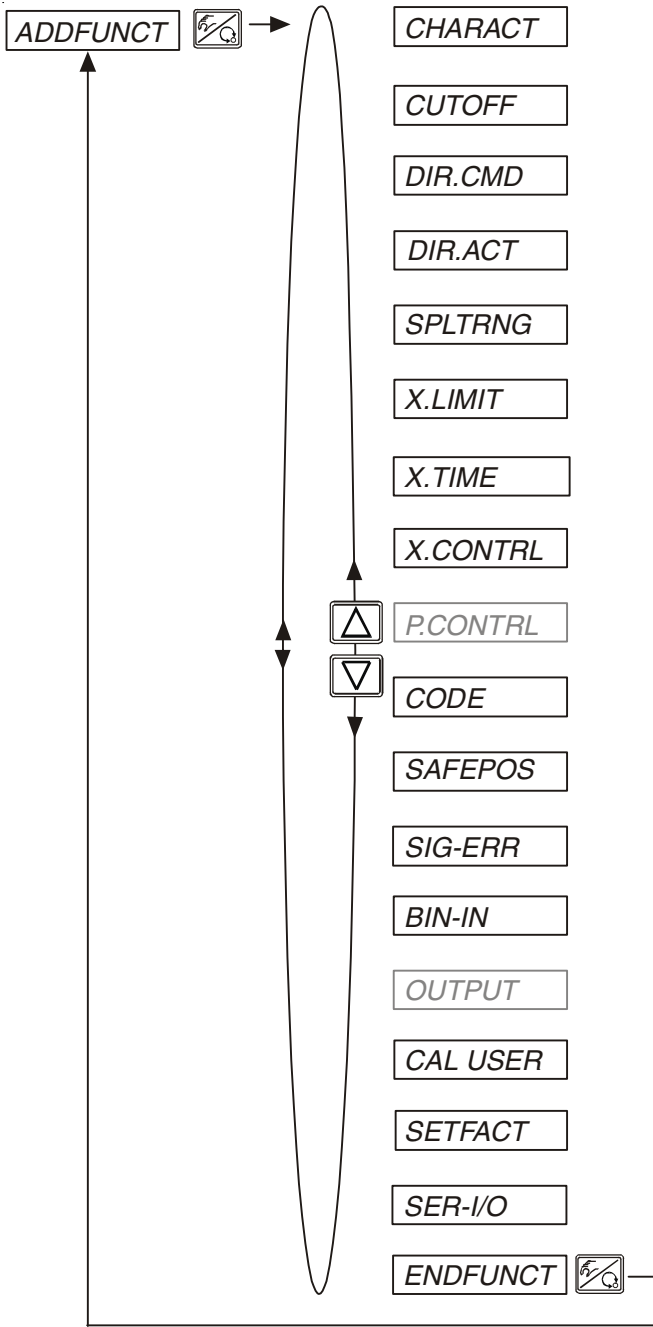 ADDFUNCT
CHARACT
CUTOFF
DIR.CMD
DIR.ACT
SPLTRNG
X.LIMIT
X.TIME
X.CONTRL
P.CONTRL
CODE
SAFEPOS
SIG-ERR
BIN-IN
OUTPUT
CAL USER
SETFACT
SER-I/O
ENDFUNCT